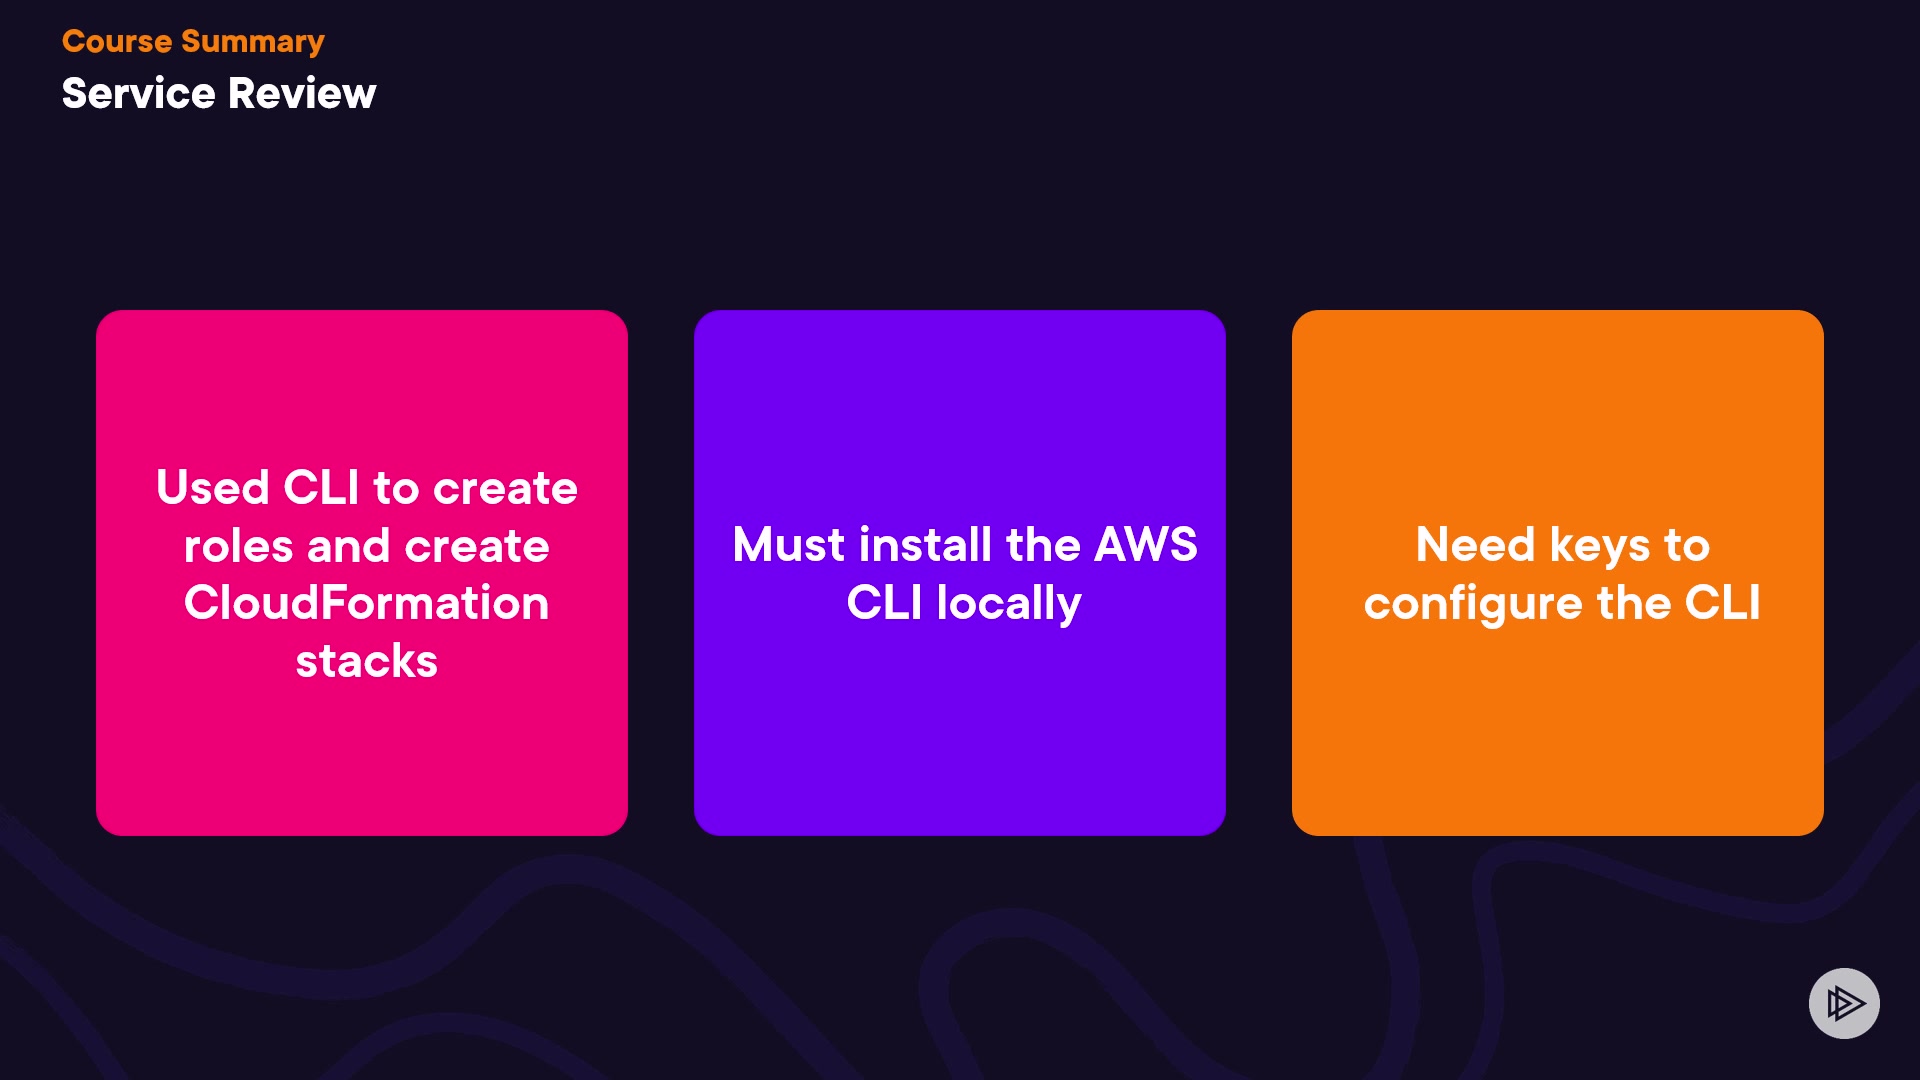 Course Summary
Service Review
Used CLI to create
roles and create
CloudFormation
stacks
Must install the AWS
CLI locally
Need keys to
configure the CLI